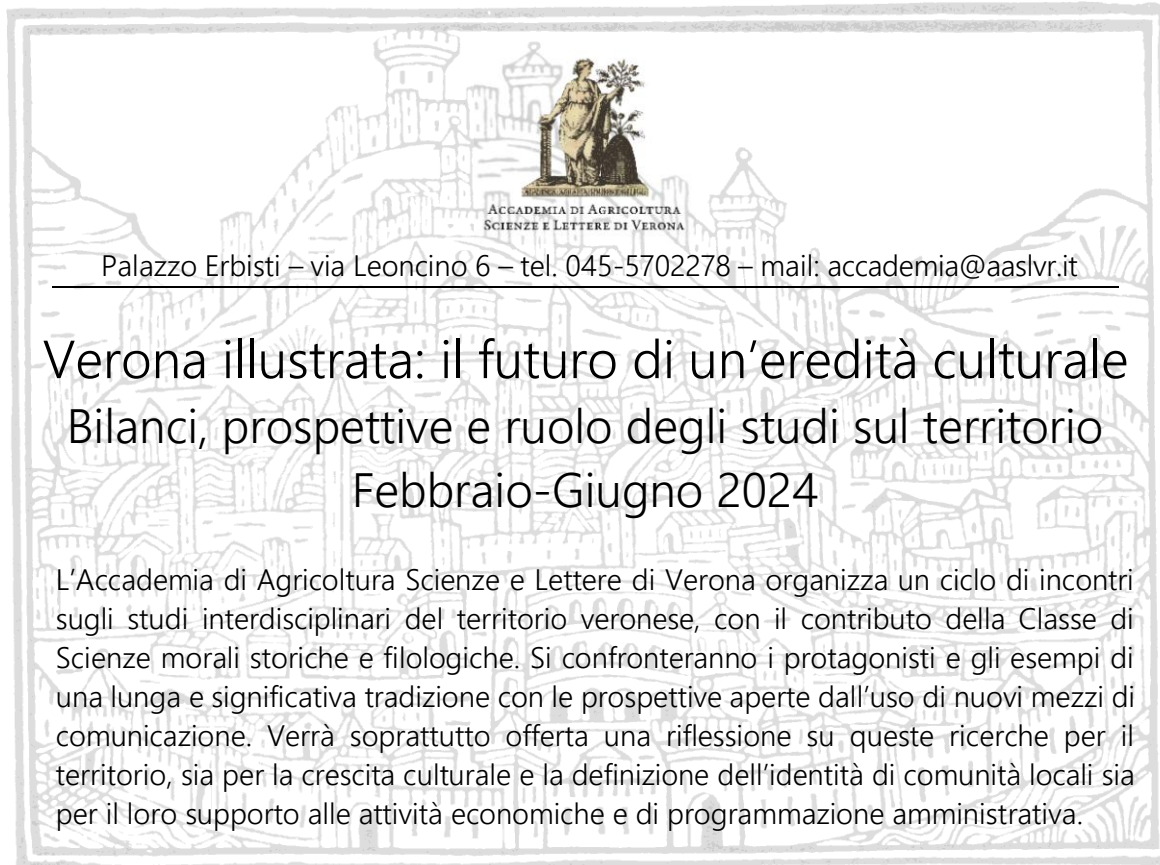 ACCADEMIA DI AGRICOLTURA
SCIENZE E LETTERE DI VERONA
Palazzo Erbisti – via Leoncino 6 – tel. 045-5702278 – mail: accademia@aaslvr.it
Verona illustrata: il futuro di un’eredità culturale
Bilanci, prospettive e ruolo degli studi sul territorio
Febbraio-Giugno 2024
L’Accademia di Agricoltura Scienze e Lettere di Verona organizza un ciclo di incontri
sugli studi interdisciplinari del territorio veronese, con il contributo della Classe di
Scienze morali storiche e filologiche. Si confronteranno i protagonisti e gli esempi di
una lunga e significativa tradizione con le prospettive aperte dall’uso di nuovi mezzi di
comunicazione. Verrà soprattutto offerta una riflessione su queste ricerche per il
territorio, sia per la crescita culturale e la definizione dell’identità di comunità locali sia
per il loro supporto alle attività economiche e di programmazione amministrativa.